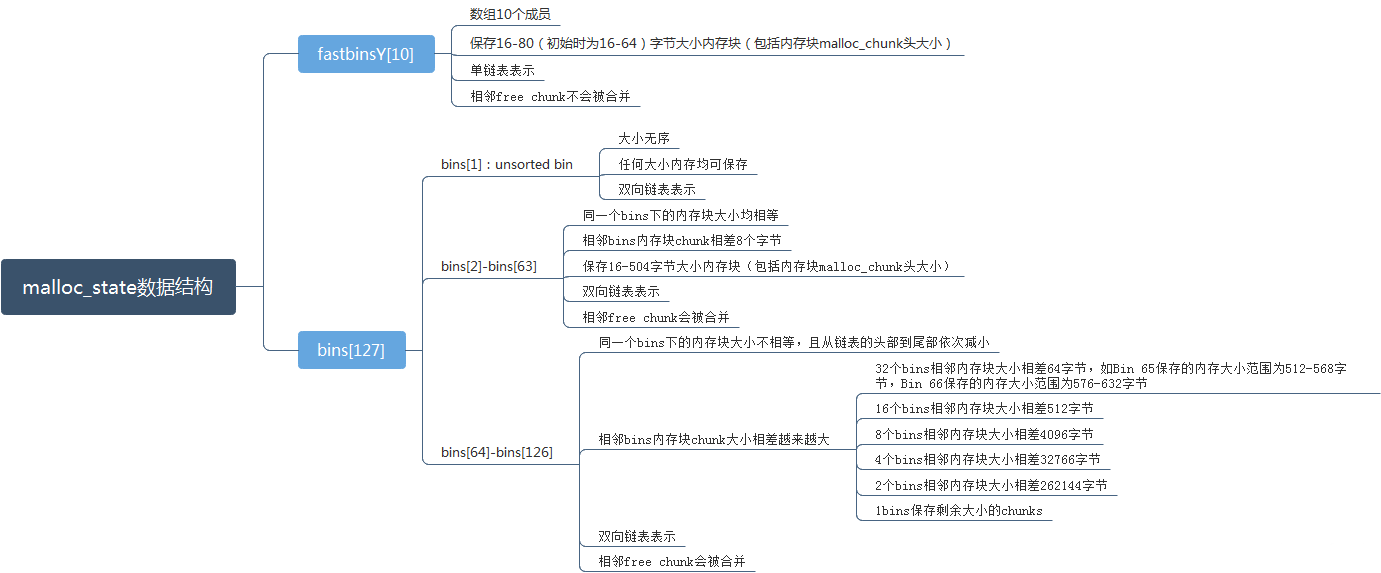 malloc_state数据结构
fastbinsY[10]
数组10个成员
保存16-80（初始时为16-64）字节大小内存块（包括内存块malloc_chunk头大小）
单链表表示
相邻free chunk不会被合并
bins[127]
bins[1]：unsorted bin
大小无序
任何大小内存均可保存
双向链表表示
bins[2]-bins[63]
同一个bins下的内存块大小均相等
相邻bins内存块chunk相差8个字节
保存16-504字节大小内存块（包括内存块malloc_chunk头大小）
双向链表表示
相邻free chunk会被合并
bins[64]-bins[126]
同一个bins下的内存块大小不相等，且从链表的头部到尾部依次减小
相邻bins内存块chunk大小相差越来越大
32个bins相邻内存块大小相差64字节，如Bin 65保存的内存大小范围为512-568字
节，Bin 66保存的内存大小范围为576-632字节
16个bins相邻内存块大小相差512字节
8个bins相邻内存块大小相差4096字节
4个bins相邻内存块大小相差32766字节
2个bins相邻内存块大小相差262144字节
1bins保存剩余大小的chunks
双向链表表示
相邻free chunk会被合并